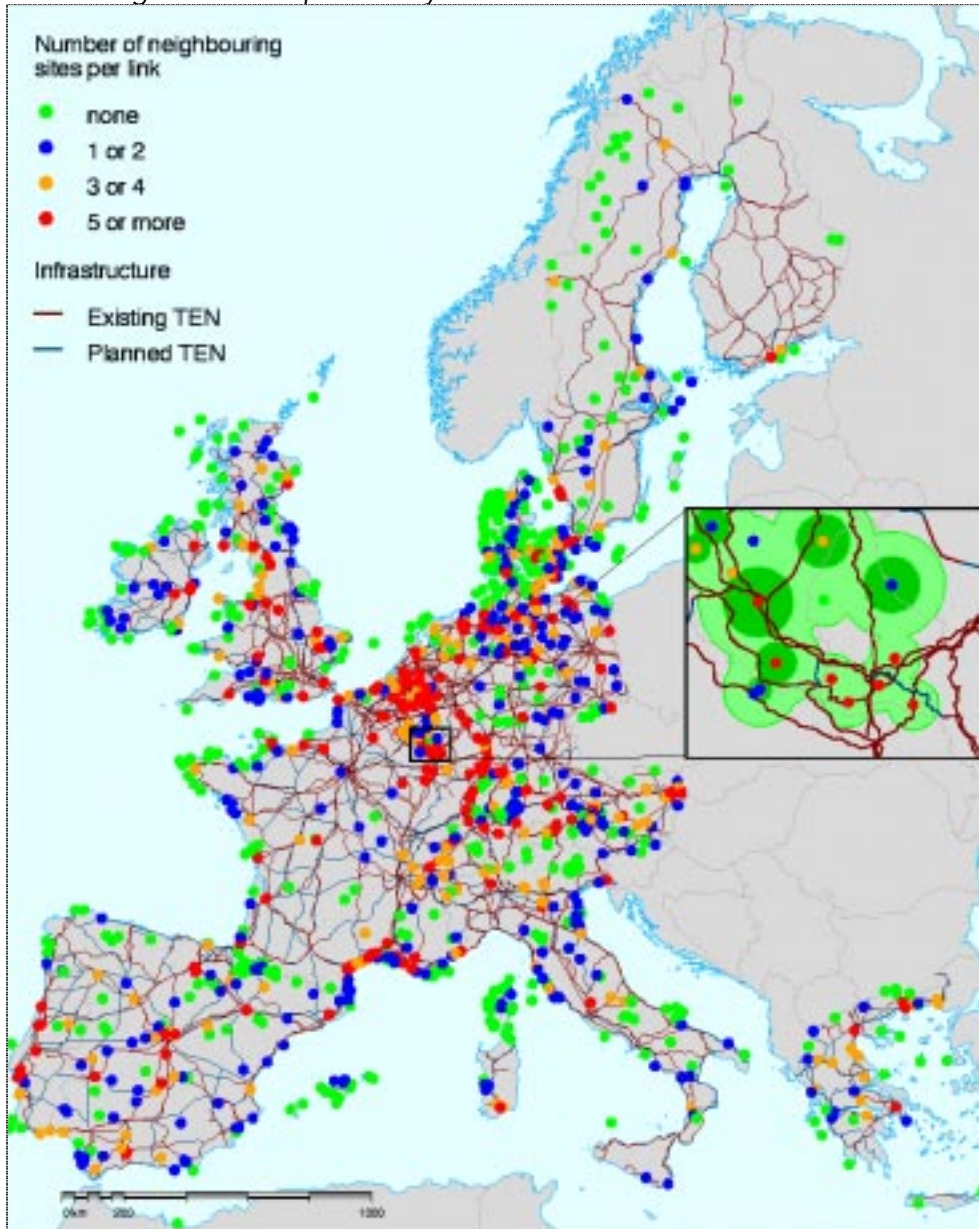 Number of neighbouring
sites per link
none
1 or 2
3 or 4
5 or more
Infrastructure
Existing TEN
Planned TEN
0km 200 1000